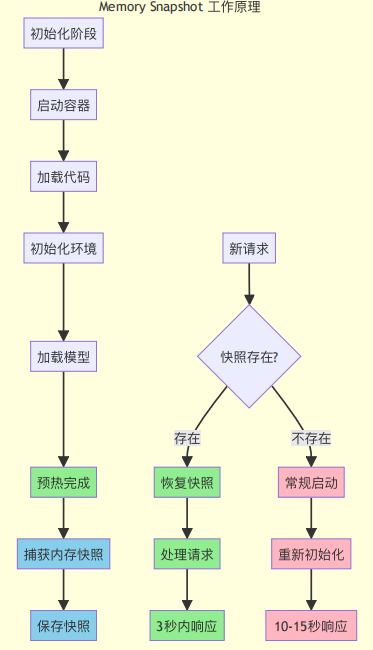 Memory Snapshot 工作原理
初始化阶段
启动容器
加载代码
初始化环境
加载模型
预热完成
捕获内存快照
保存快照
新请求
快照存在?
存在
不存在
恢复快照
常规启动
处理请求
重新初始化
3秒内响应
10-15秒响应